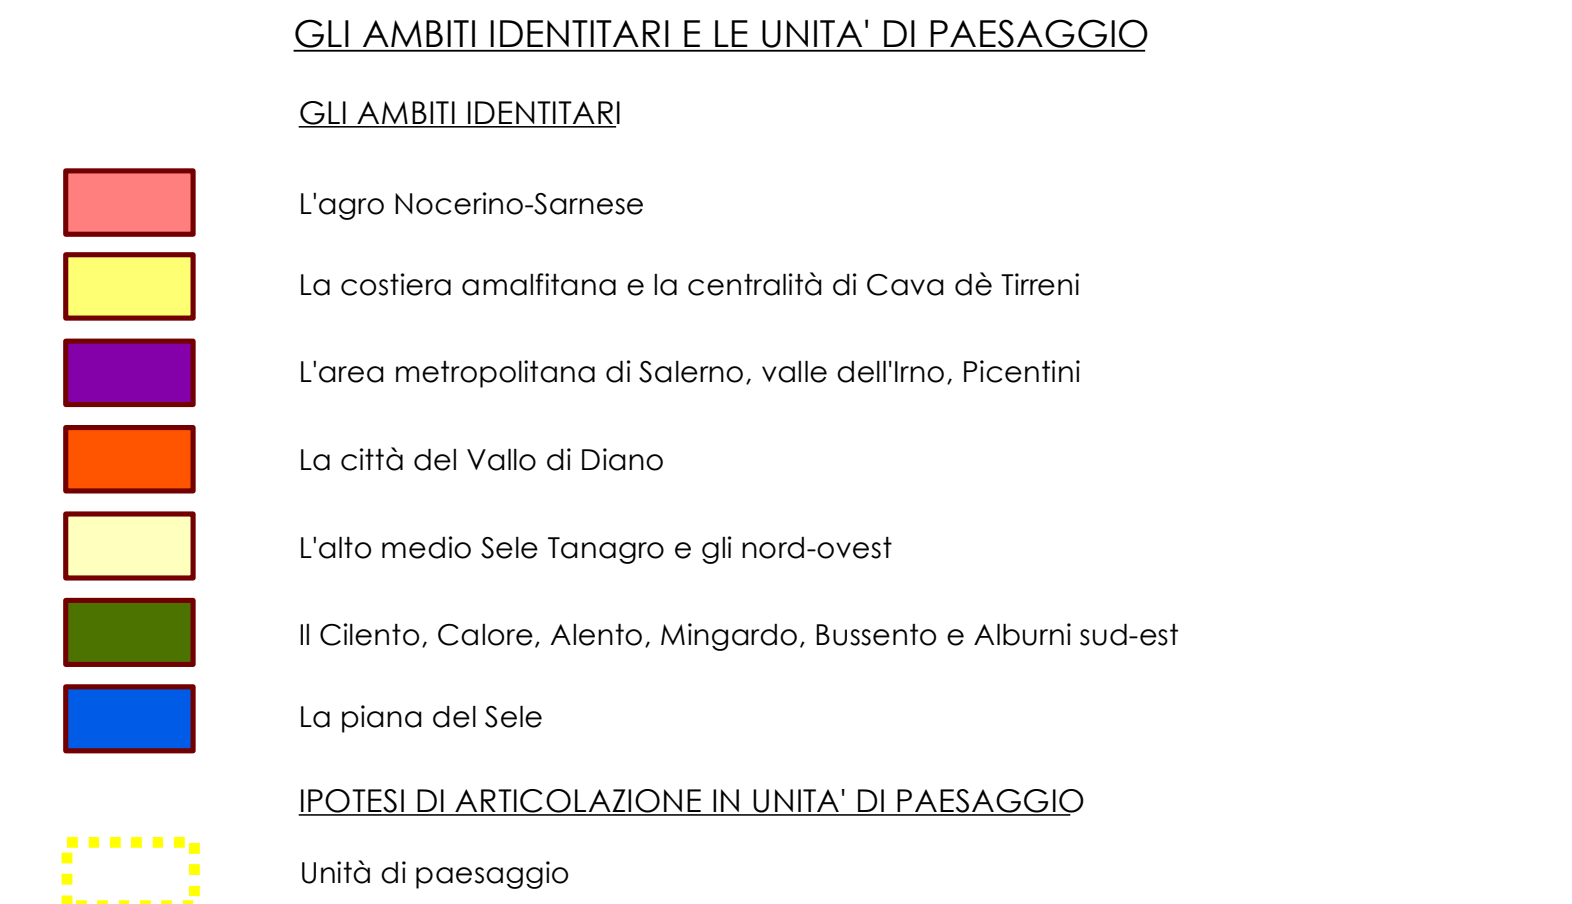 GLI AMBITI IDENTITARI E LE UNITA' DI PAESAGGIO
GLI AMBITI IDENTITARI
L'agro Nocerino-Sarnese
La costiera amalfitana e la centralità di Cava dè Tirreni
L'area metropolitana di Salerno, valle dell'Irno, Picentini
La città del Vallo di Diano
L'alto medio Sele Tanagro e gli nord-ovest
Il Cilento, Calore, Alento, Mingardo, Bussento e Alburni sud-est
La piana del Sele
IPOTESI DI ARTICOLAZIONE IN UNITA' DI PAESAGGIO
Unità di paesaggio